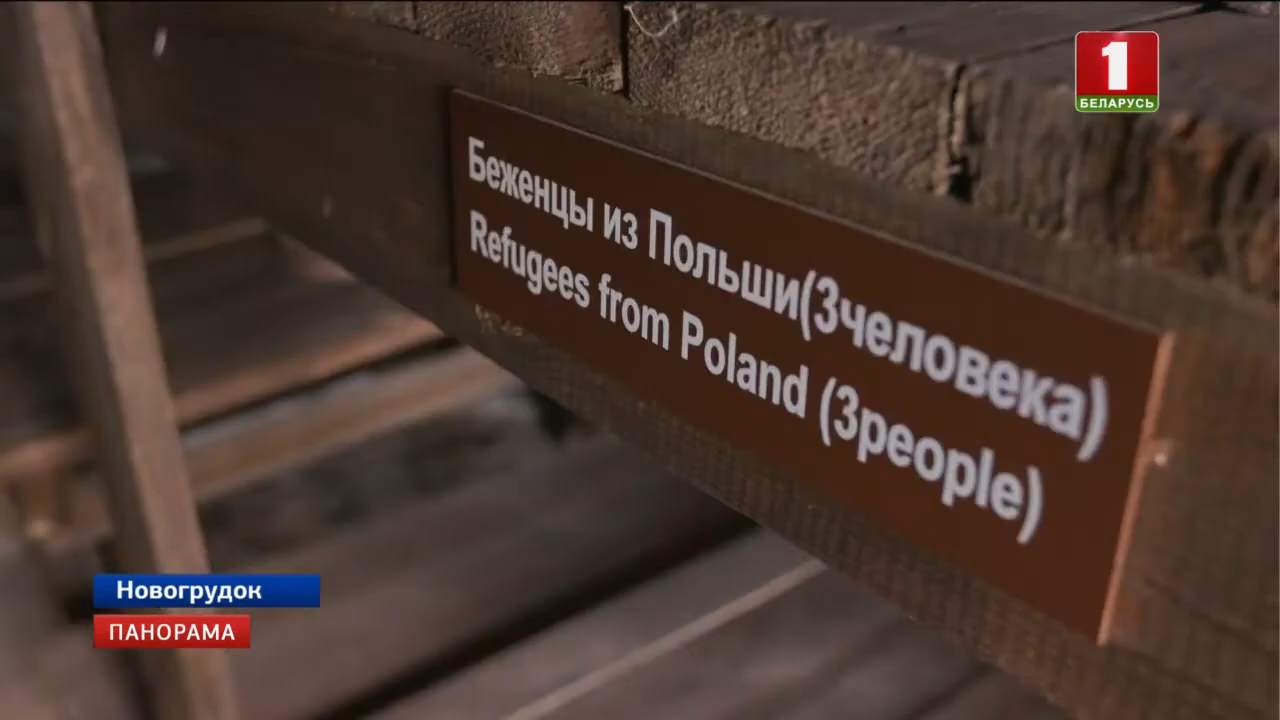 1
БЕЛАРУСЬ
Беженцы из Польши(3человека)
Refugees from Poland (3people)
Новогрудок
ПАНОРАМА